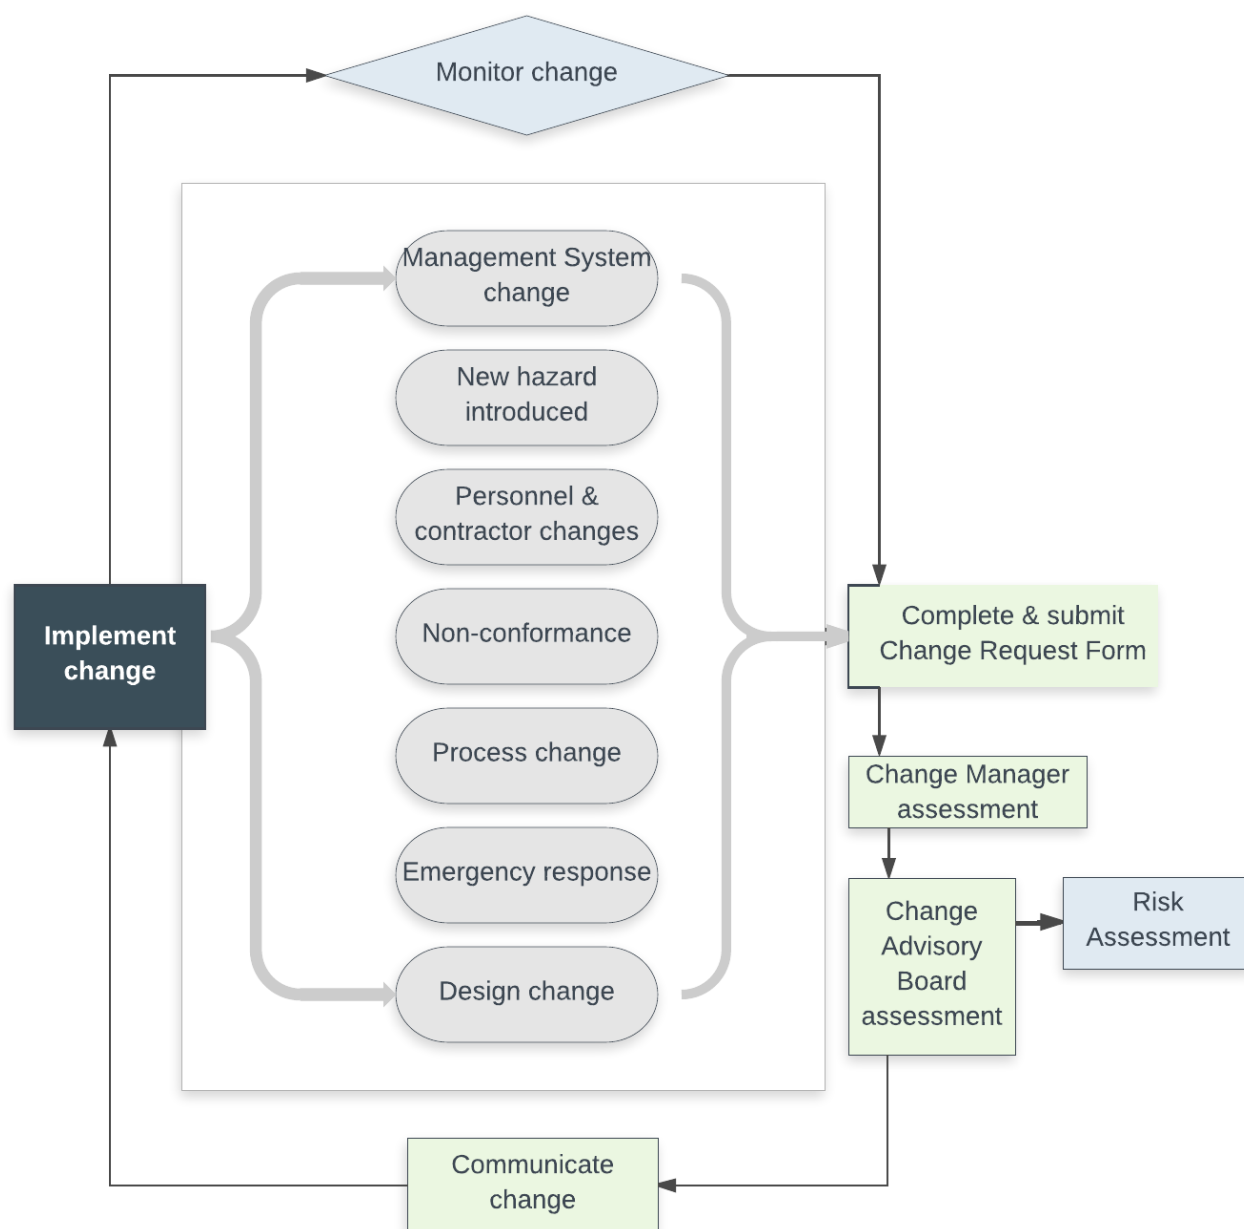 Monitor change
Management System
change
New hazard
introduced
Personnel &
contractor changes
Implement
change
Non-conformance
Complete & submit
Change Request Form
Process change
Change Manager
assessment
Emergency response
Change
Advisory
Board
assessment
Risk
Assessment
Design change
Communicate
change